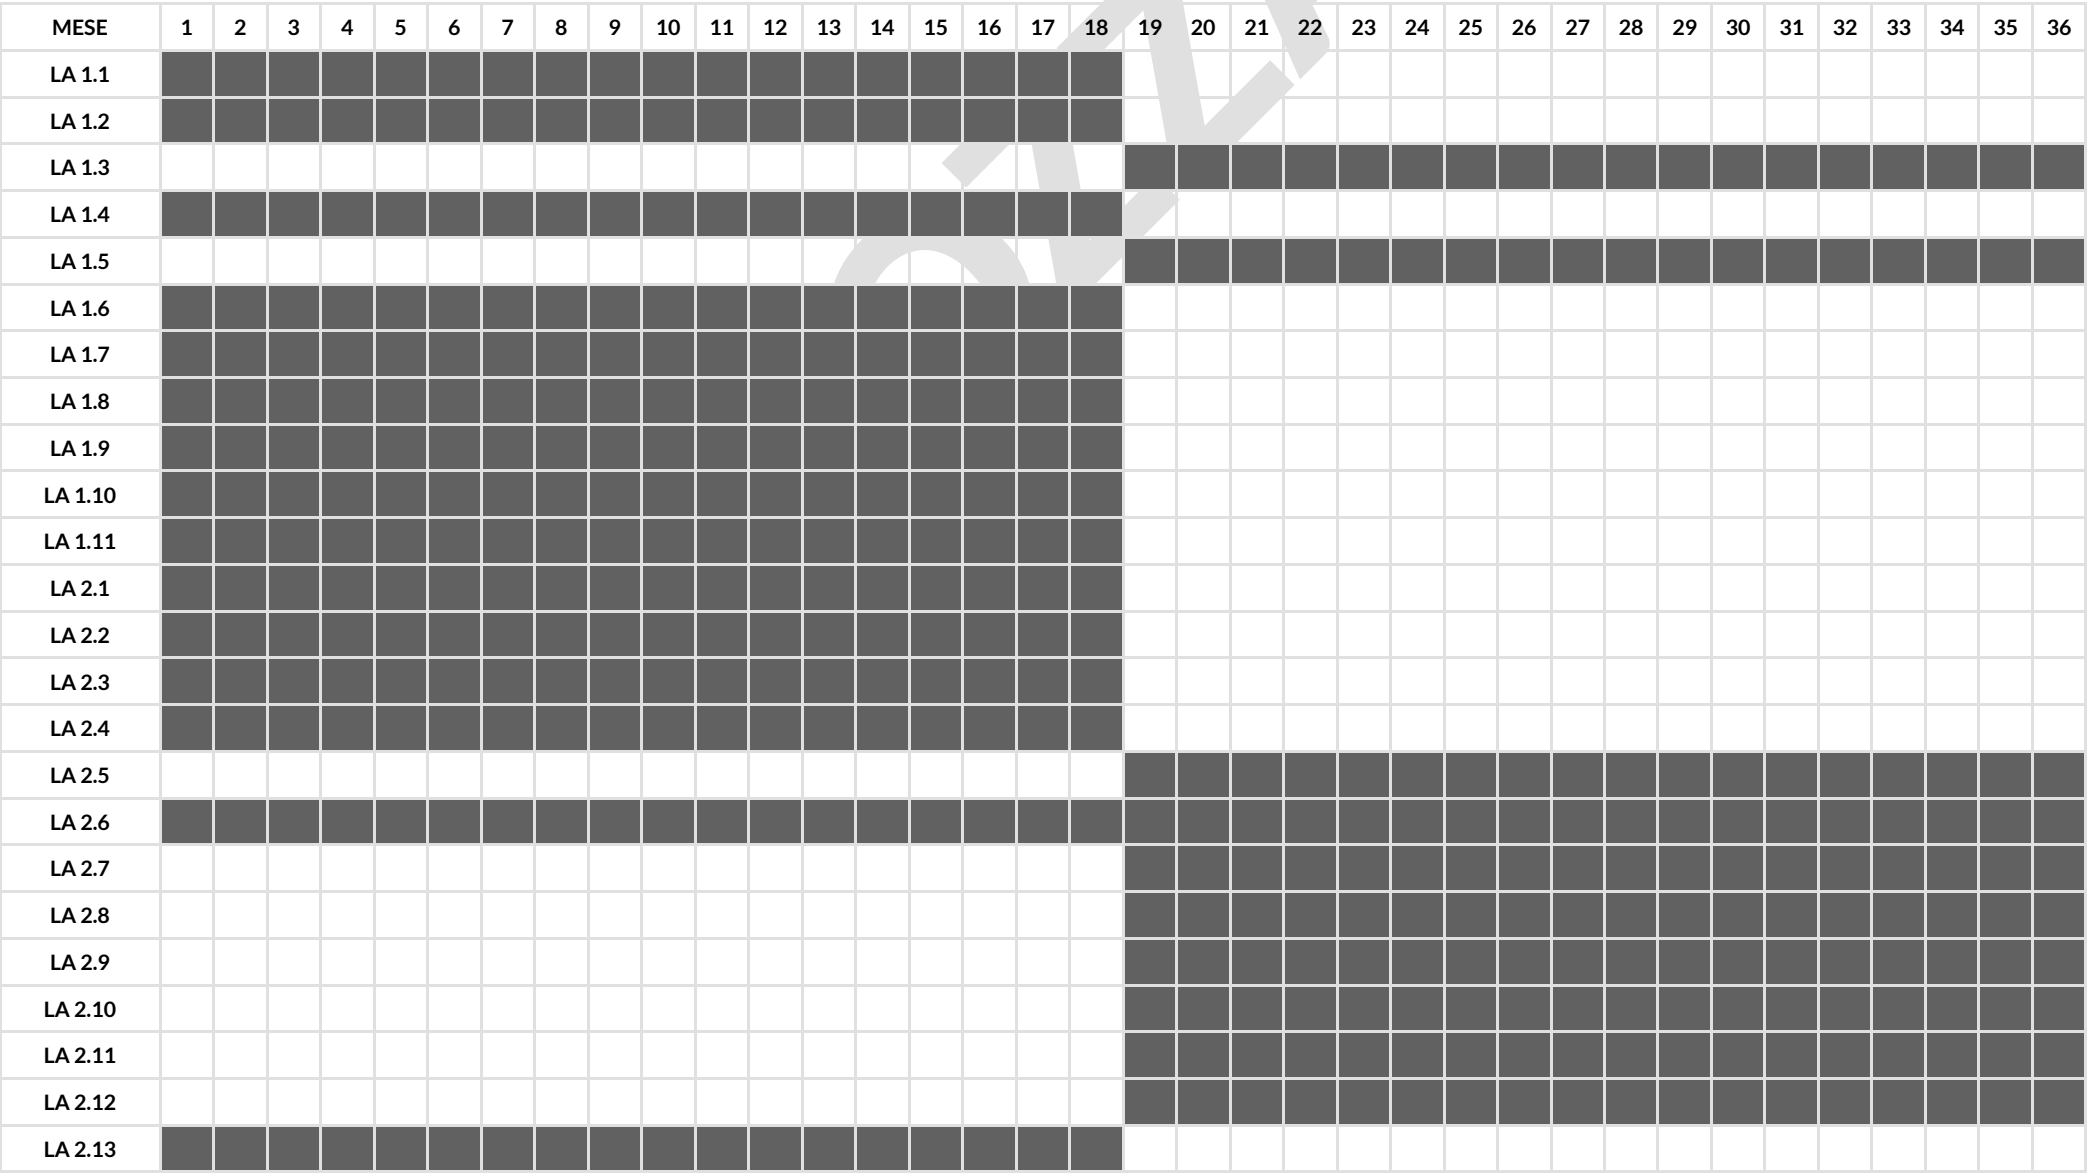 MESE 1 2 3 4 5 6 7 8 9 10 11 12 13 14 15 16 17 18 19 20 21 22 23 24 25 26 27 28 29 30 31 32 33 34 35 36
LA 1.1
LA 1.2
LA 1.3
LA 1.4
LA 1.5
LA 1.6
LA 1.7
LA 1.8
LA 1.9
LA 1.10
LA 1.11
LA 2.1
LA 2.2
LA 2.3
LA 2.4
LA 2.5
LA 2.6
LA 2.7
LA 2.8
LA 2.9
LA 2.10
LA 2.11
LA 2.12
LA 2.13